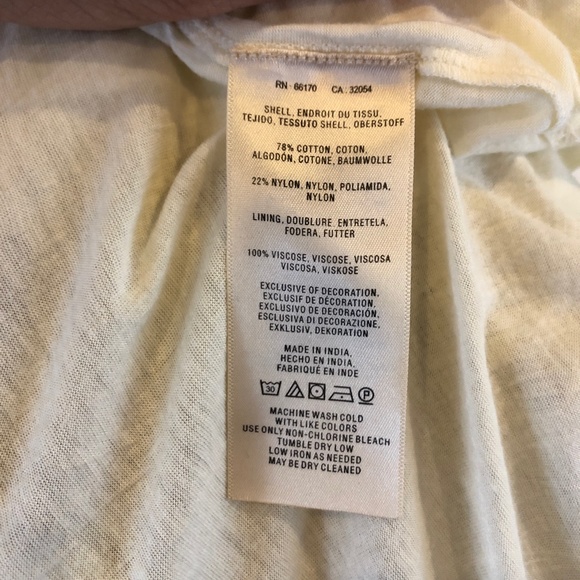 RN - 66170 CA : 32054
SHELL, ENDROIT DU TISSU,
TEJIDO, TESSUTO SHELL, OBERSTOFF
78% COTTON, COTON,
ALGODÓN, COTONE, BAUMWOLLE
22% NYLON, NYLON, POLIAMIDA,
NYLON
LINING, DOUBLURE, ENTRETELA,
FODERA, FUTTER
100% VISCOSE, VISCOSE, VISCOSA
VISCOSA, VISKOSE
EXCLUSIVE OF DECORATION,
EXCLUSIF DE DÉCORATION,
EXCLUSIVO DE DECORACIÓN,
ESCLUSIVA DI DECORAZIONE,
EXKLUSIV, DEKORATION
MADE IN INDIA,
HECHO EN INDIA,
FABRIQUÉ EN INDE
30 P
MACHINE WASH COLD
WITH LIKE COLORS
USE ONLY NON-CHLORINE BLEACH
TUMBLE DRY LOW
LOW IRON AS NEEDED
MAY BE DRY CLEANED